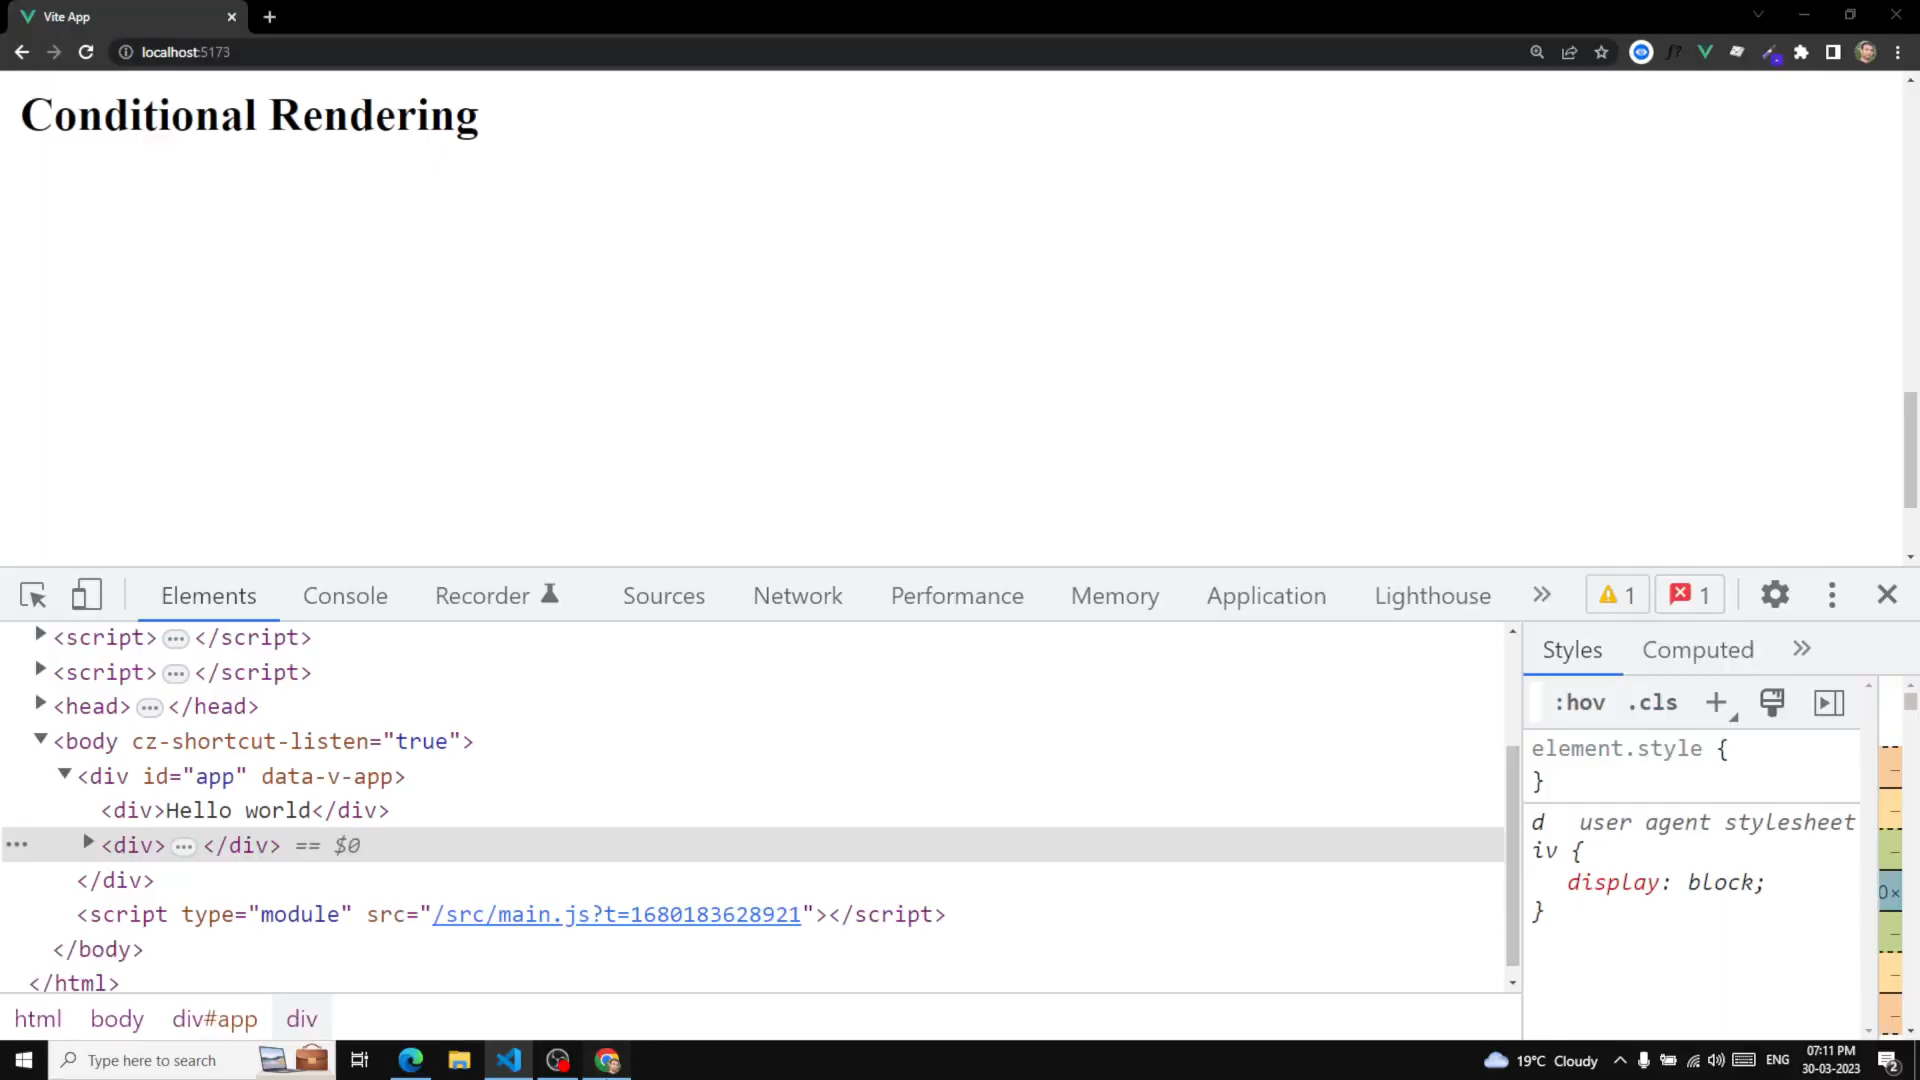 Vite App
localhost:5173
Conditional Rendering
Elements Console Recorder Sources Network Performance Memory Application Lighthouse 1 1
<script> </script>
<script> </script>
<head> </head>
<body cz-shortcut-listen="true">
<div id="app" data-v-app>
<div>Hello world</div>
<div> </div> == $0
</div>
<script type="module" src="/src/main.js?t=1680183628921"></script>
</body>
</html>
html body div#app div
Styles Computed
:hov .cls
element.style {
}
d user agent stylesheet
iv {
display: block;
}
Type here to search
19°C Cloudy
ENG
07:11 PM
30-03-2023
2